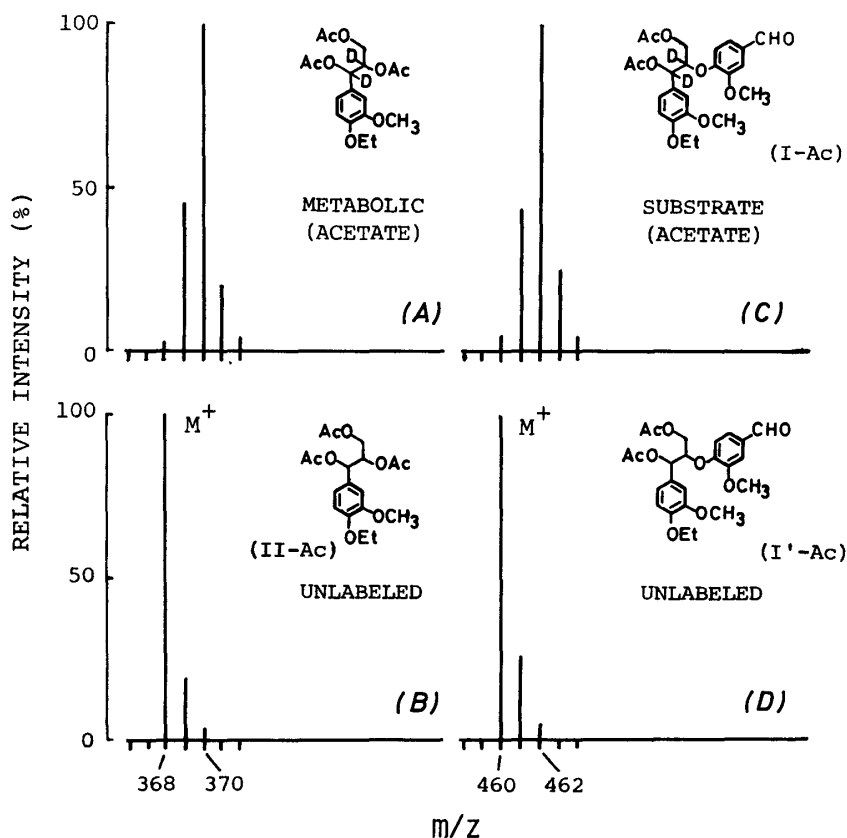 RELATIVE INTENSITY (%)
100
50
0
AcO
D
AcO
OAc
D
OCH3
OEt
METABOLIC
(ACETATE)
(A)
AcO
D
CHO
AcO
O
D
OCH3
OCH3
OEt
(I-Ac)
SUBSTRATE
(ACETATE)
(C)
100
50
0
M+
AcO
AcO
OAc
OCH3
OEt
(II-Ac)
UNLABELED
(B)
368
370
M+
AcO
CHO
AcO
O
OCH3
OCH3
OEt
(I'-Ac)
UNLABELED
(D)
460
462
m/z